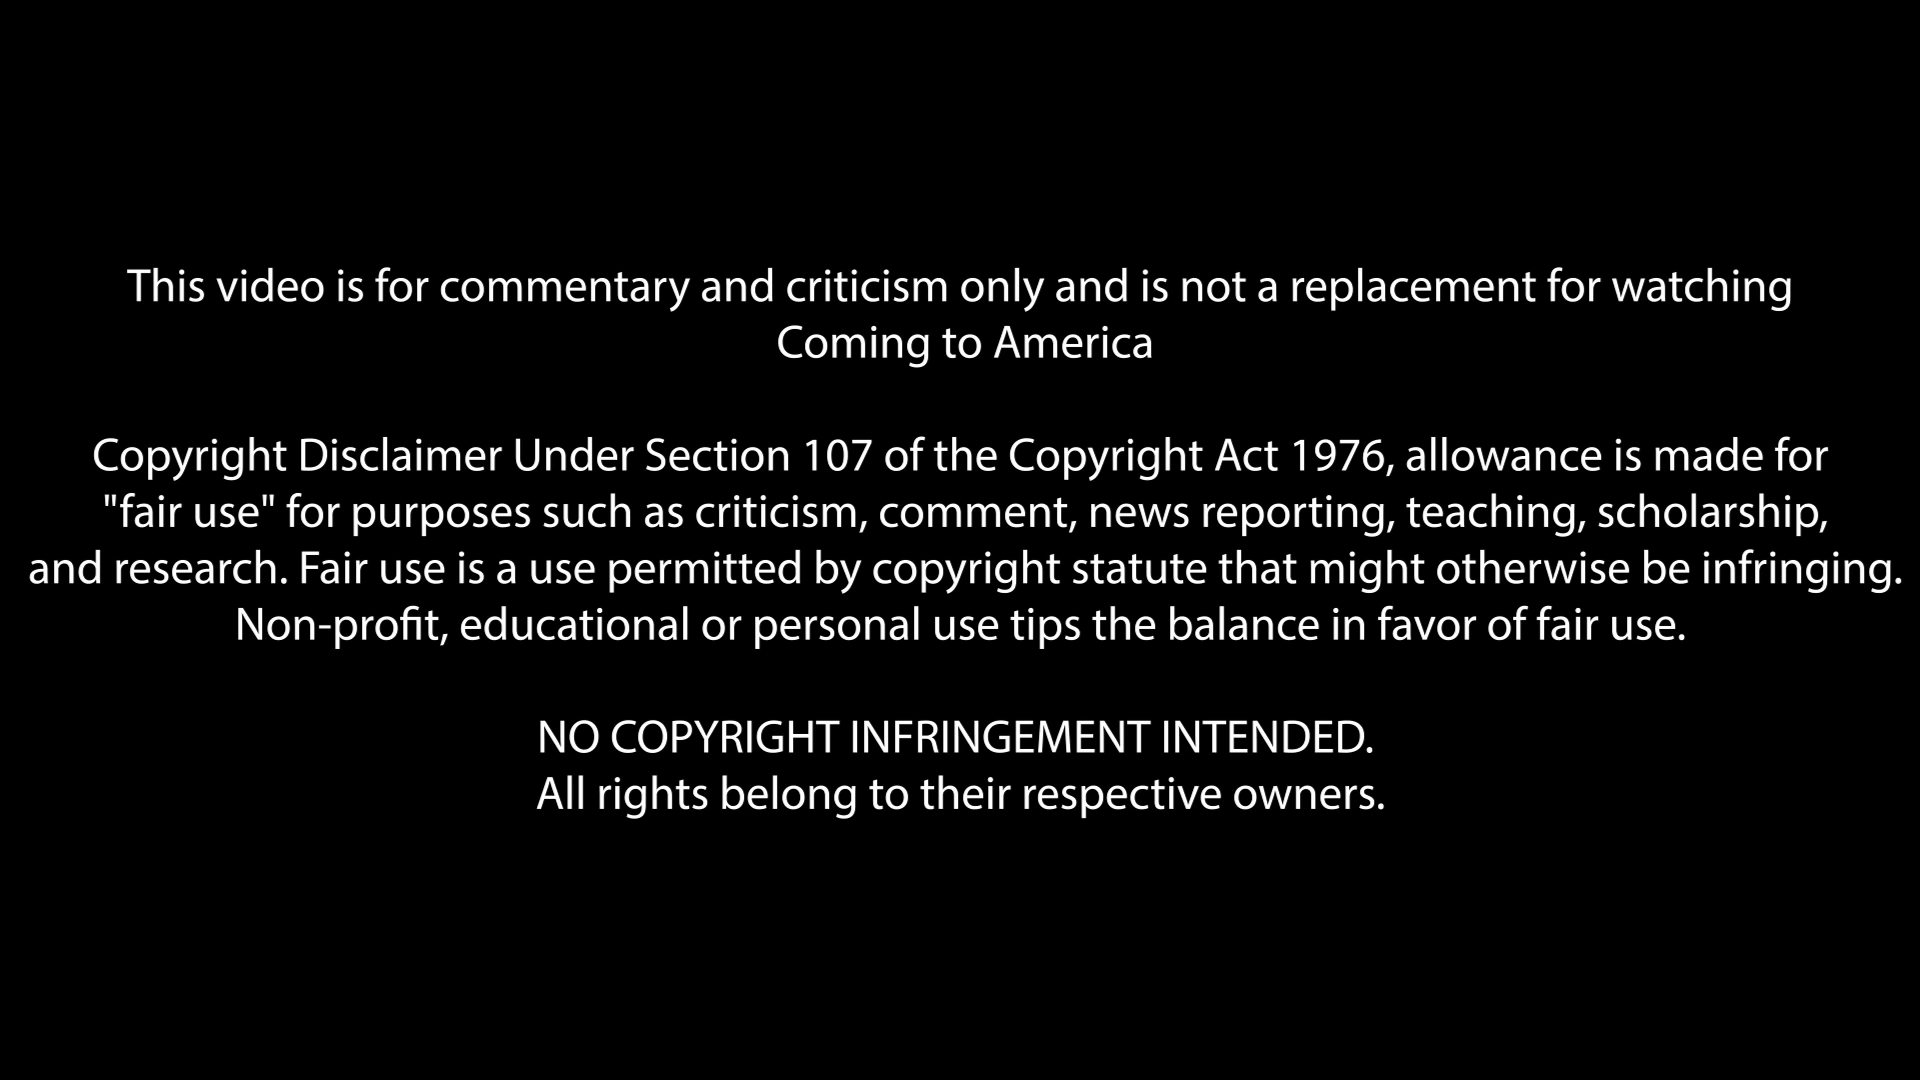 This video is for commentary and criticism only and is not a replacement for watching
Coming to America
Copyright Disclaimer Under Section 107 of the Copyright Act 1976, allowance is made for
"fair use" for purposes such as criticism, comment, news reporting, teaching, scholarship,
and research. Fair use is a use permitted by copyright statute that might otherwise be infringing.
Non-profit, educational or personal use tips the balance in favor of fair use.
NO COPYRIGHT INFRINGEMENT INTENDED.
All rights belong to their respective owners.